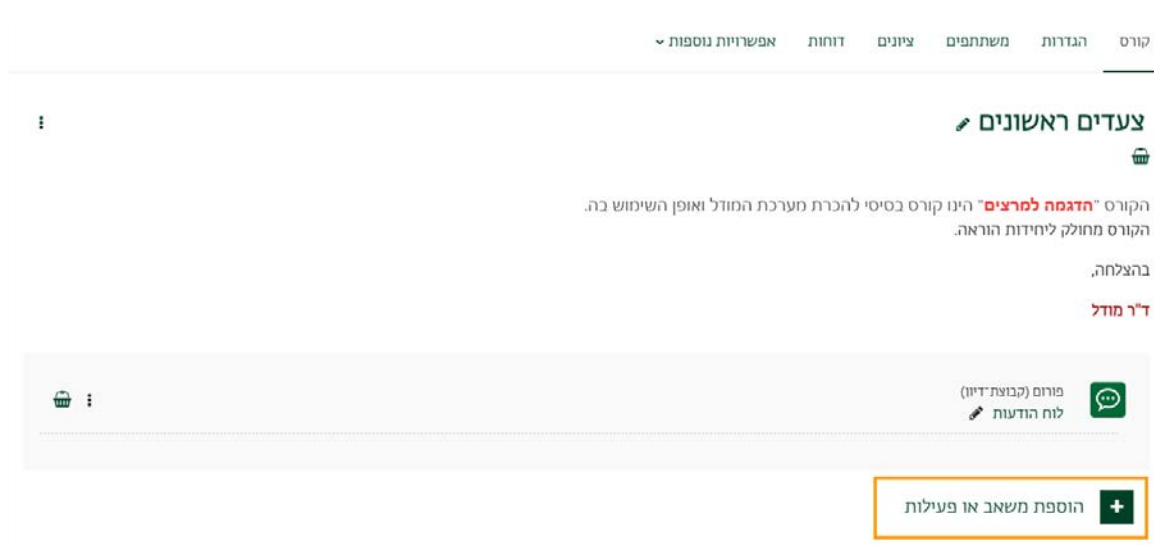 קורס הגדרות משתתפים ציונים דוחות אפשרויות נוספות
צעדים ראשונים
הקורס "הדגמה למרצים" הינו קורס בסיסי להכרת מערכת המודל ואופן השימוש בה.
הקורס מחולק ליחידות הוראה.
בהצלחה,
ד"ר מודל
פורום (קבוצת־דיון)
לוח הודעות
הוספת משאב או פעילות